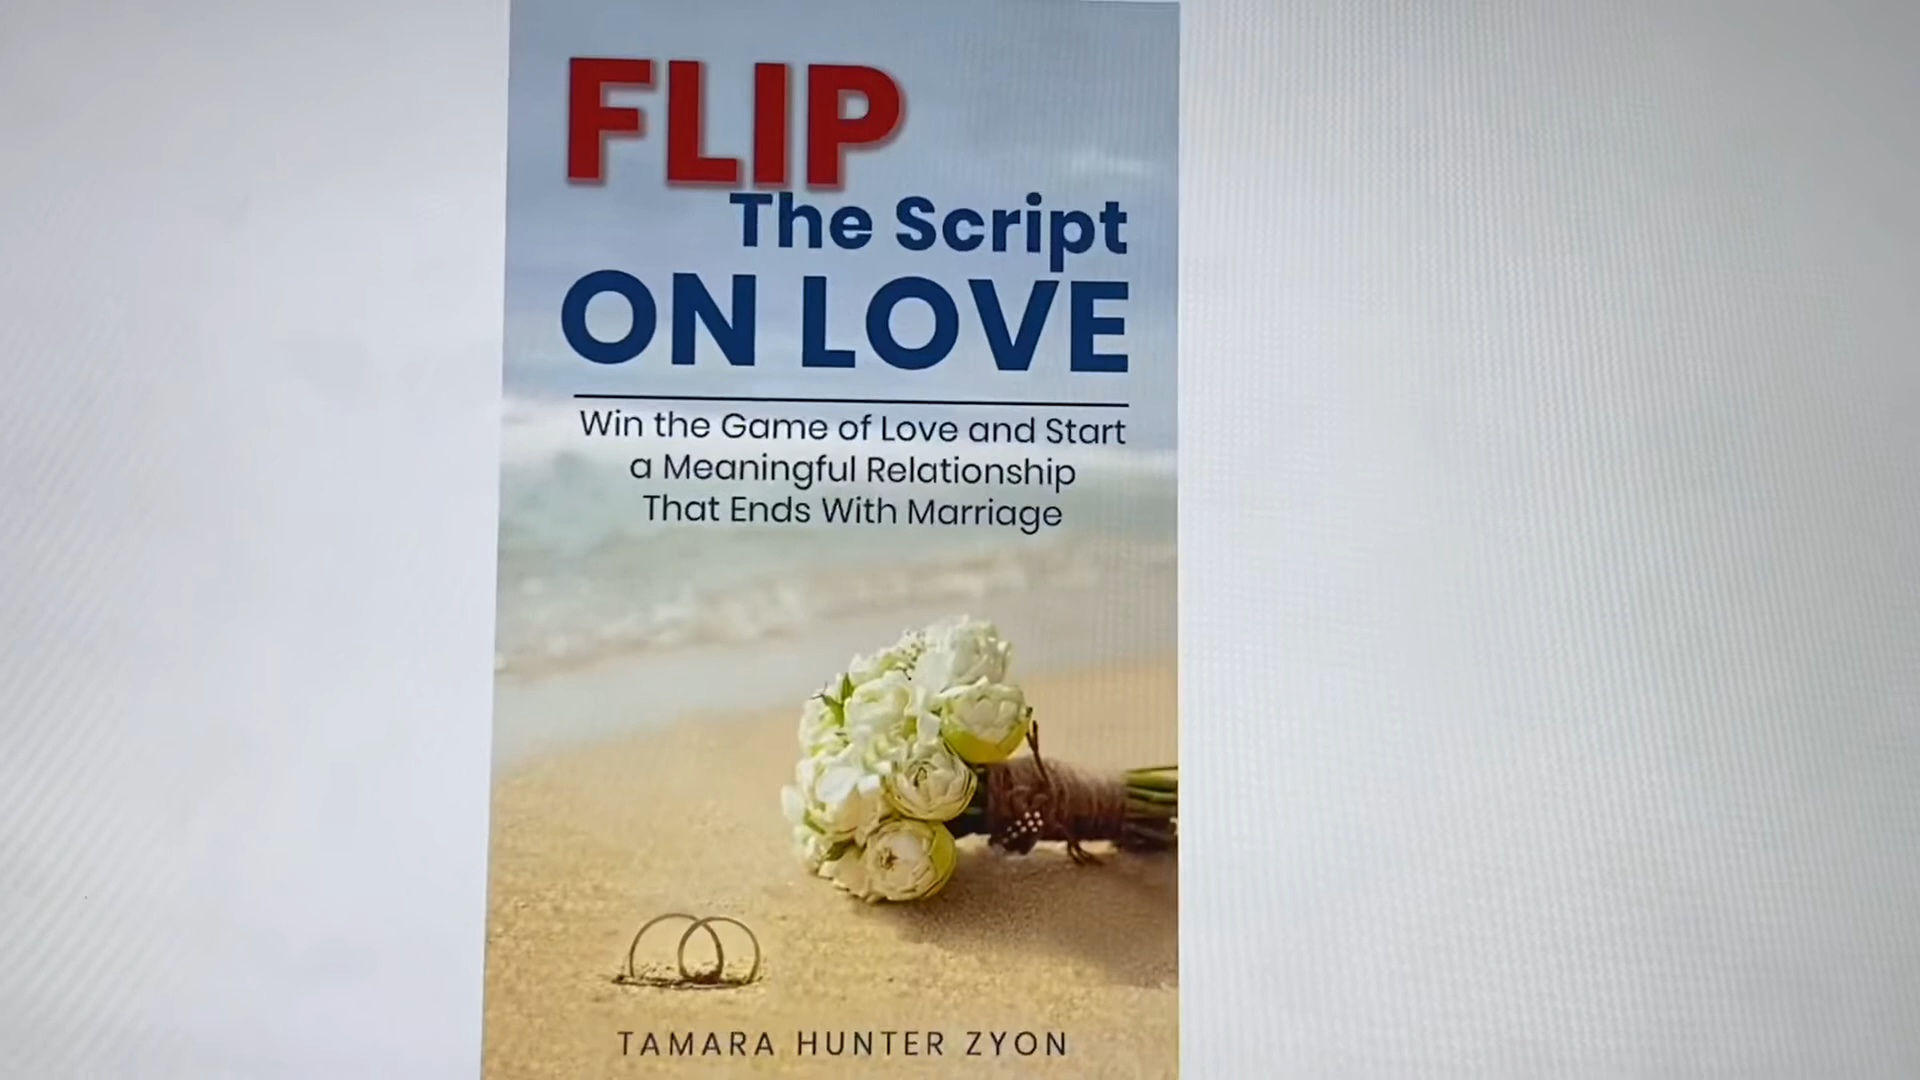 FLIP
The Script
ON LOVE
Win the Game of Love and Start
a Meaningful Relationship
That Ends With Marriage
TAMARA HUNTER ZYON